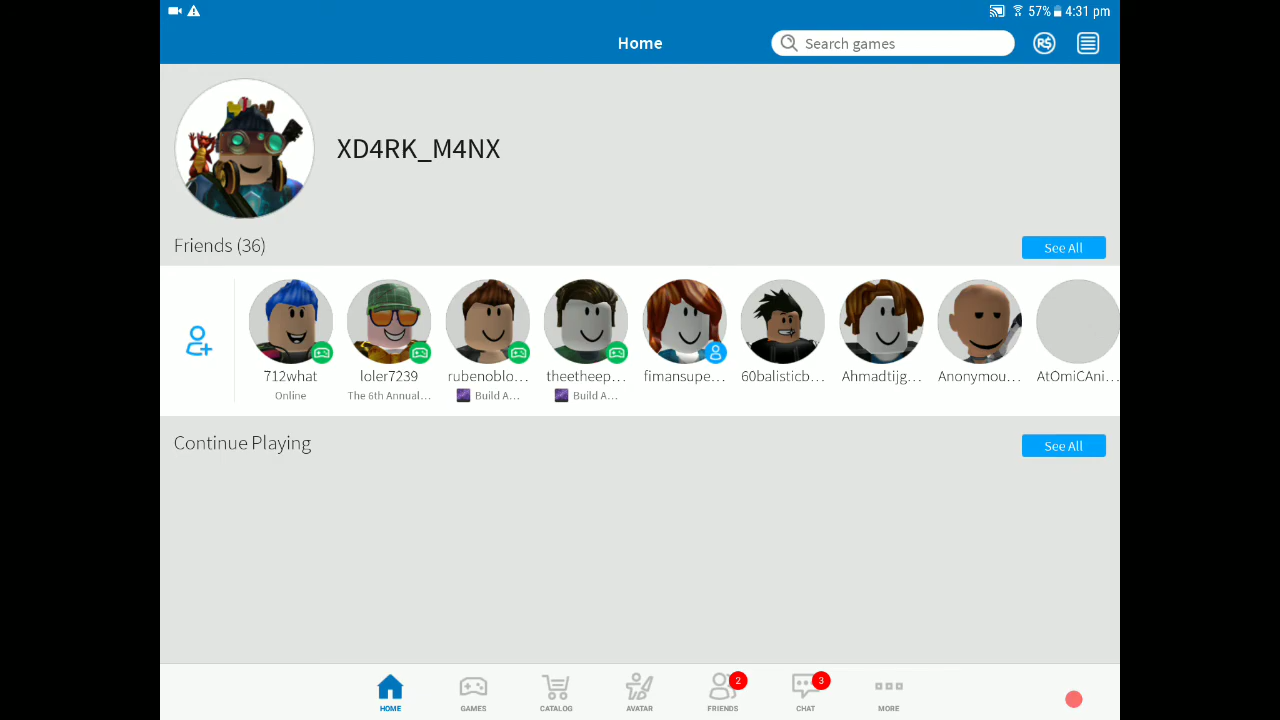 57% 4:31 pm
Home
Search games
R$
XD4RK_M4NX
Friends (36)
See All
712what
loler7239
rubenoblo...
theetheep...
fimansupe...
60balisticb...
Ahmadtijg...
Anonymou...
AtOmiCAni...
Online
The 6th Annual...
Build A...
Build A...
Continue Playing
See All
2
3
HOME
GAMES
CATALOG
AVATAR
FRIENDS
CHAT
MORE